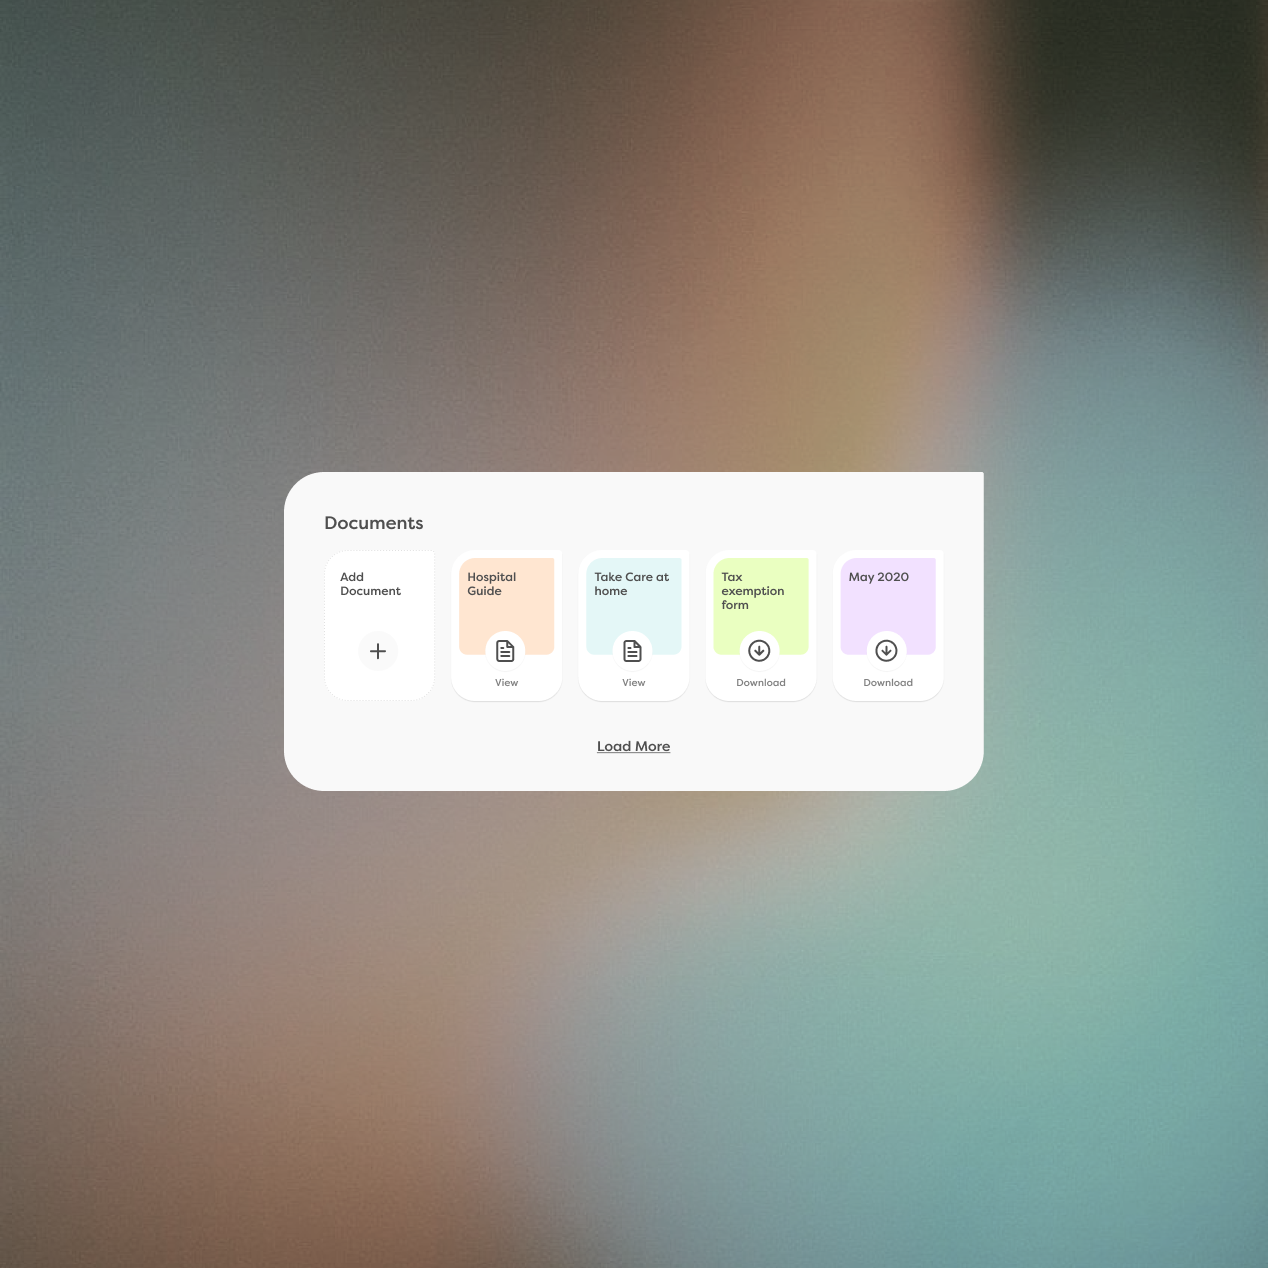 Documents
Add
Document
Hospital
Guide
View
Take Care at
home
View
Tax
exemption
form
Download
May 2020
Download
Load More